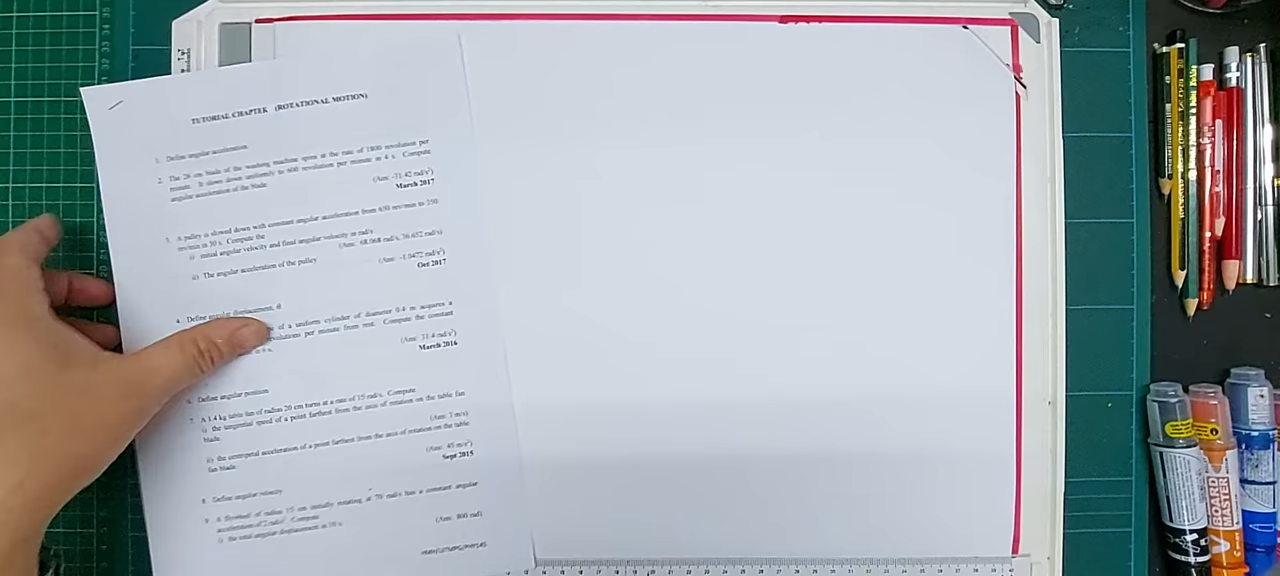 TUTORIAL CHAPTER (ROTATIONAL MOTION)
1. Define angular acceleration.
2. The 26 cm blade of the washing machine spins at the rate of 1800 revolution per
minute. It slows down uniformly to 600 revolution per minute in 4 s. Compute
angular acceleration of the blade.
(Ans: -31.42 rad/s²)
March 2017
3. A pulley is slowed down with constant angular acceleration from 650 rev/min to 350
rev/min in 30 s. Compute the
i) initial angular velocity and final angular velocity in rad/s
(Ans: 68.068 rad/s, 36.652 rad/s)
ii) The angular acceleration of the pulley
(Ans: -1.0472 rad/s²)
Oct 2017
4. Define angular displacement, θ
of a uniform cylinder of diameter 0.4 m acquires a
revolutions per minute from rest. Compute the constant
(Ans: 31.4 rad/s²)
March 2016
6. Define angular position
7. A 1.4 kg table fan of radius 20 cm turns at a rate of 15 rad/s. Compute
i) the tangential speed of a point farthest from the axis of rotation on the table fan
blade.
(Ans: 3 m/s)
ii) the centripetal acceleration of a point farthest from the axis of rotation on the table
fan blade.
(Ans: 45 m/s²)
Sept 2015
8. Define angular velocity
9. A flywheel of radius 15 cm initially rotating at 70 rad/s has a constant angular
acceleration of 2 rad/s². Compute
i) the total angular displacement in 10 s.
(Ans: 800 rad)
BOARD
MASTER